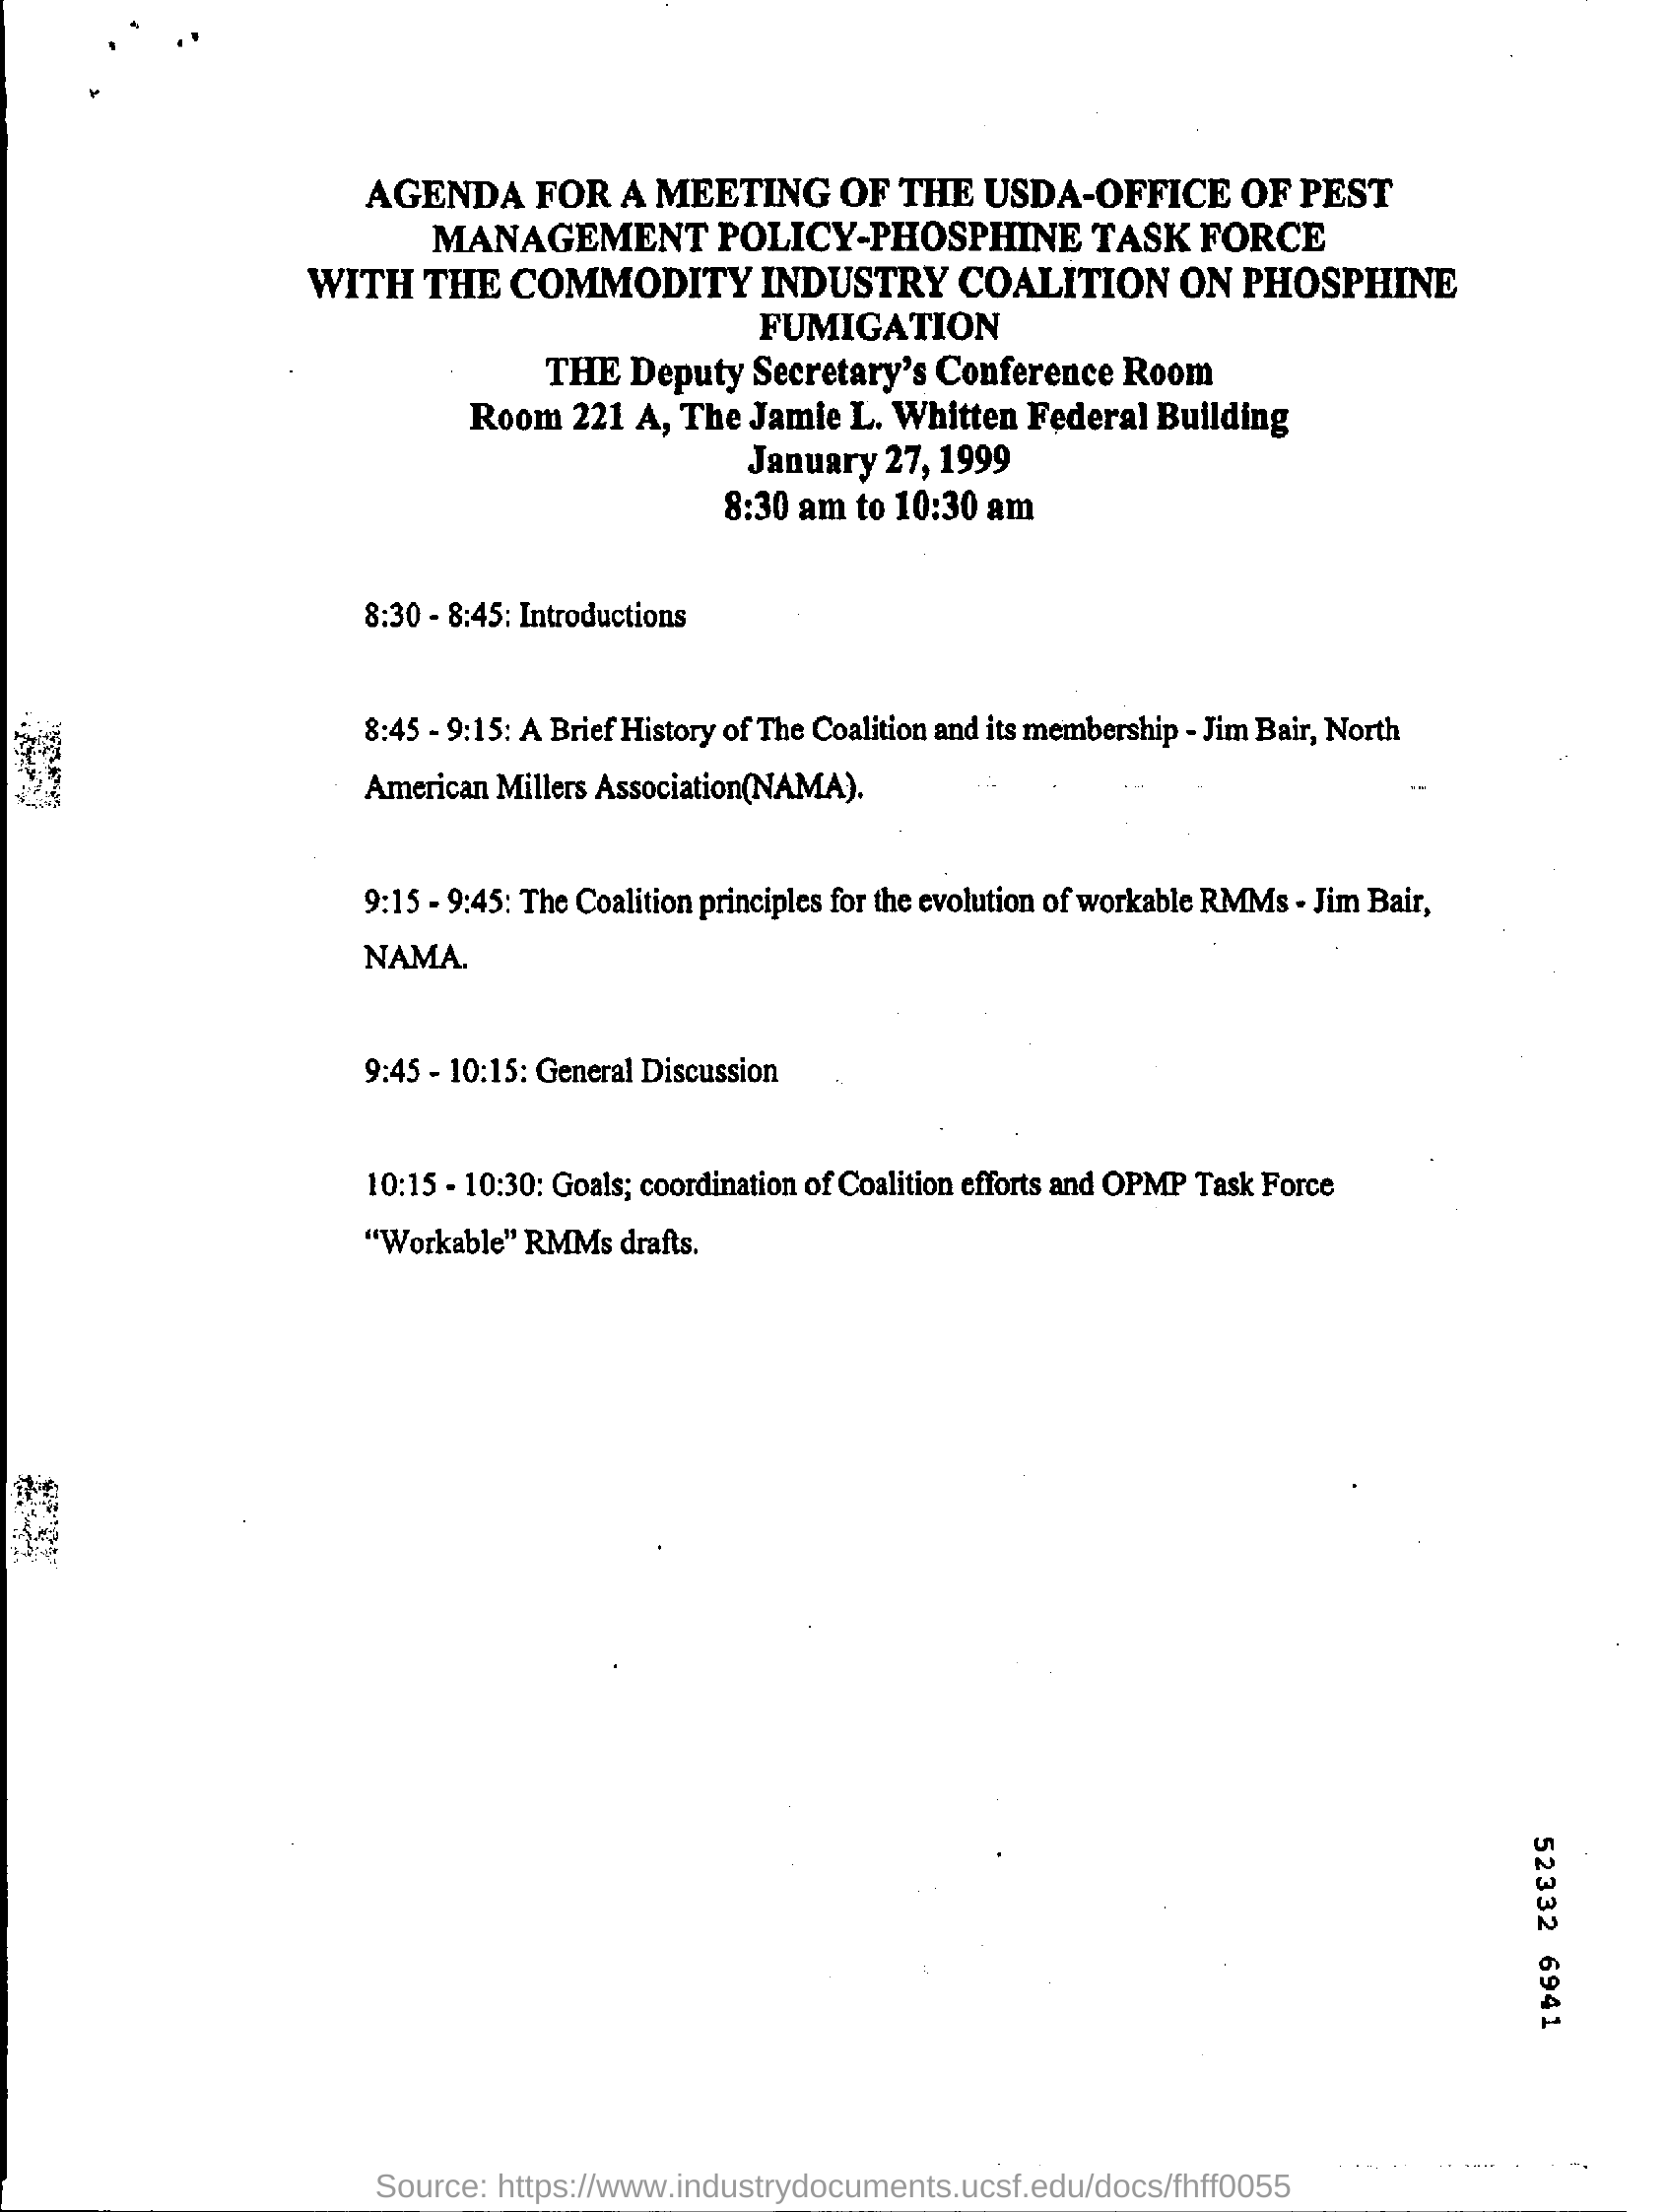 AGENDA FOR A MEETING OF THE USDA-OFFICE OF PEST
MANAGEMENT POLICY-PHOSPHINE TASK FORCE
WITH THE COMMODITY INDUSTRY COALITION ON PHOSPHINE
FUMIGATION
THE Deputy Secretary's Conference Room
Room 221 A, The Jamie L. Whitten Federal Building
January 27, 1999
8:30 am to 10:30 am
8:30 - 8:45: Introductions
8:45 - 9:15: A Brief History of The Coalition and its membership - Jim Bair, North
American Millers Association(NAMA).
9:15 - 9:45: The Coalition principles for the evolution of workable RMMs - Jim Bair,
NAMA.
9:45 - 10:15: General Discussion
10:15 - 10:30: Goals; coordination of Coalition efforts and OPMP Task Force
"Workable" RMMs drafts.
52332 6941
Source: https://www.industrydocuments.ucsf.edu/docs/fhff0055